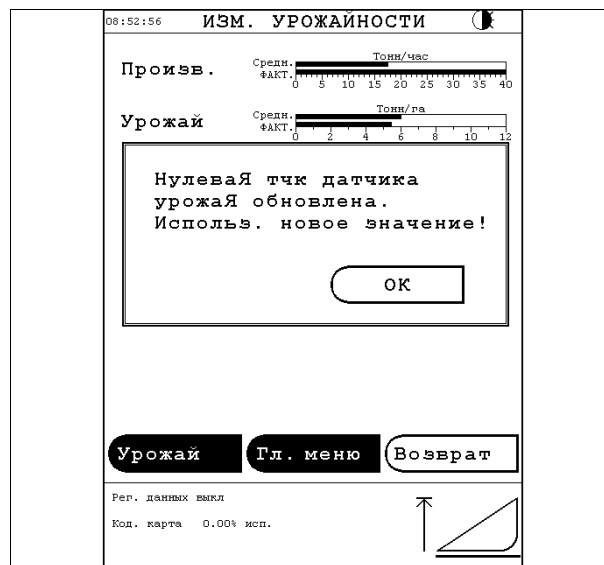 08:52:56 ИЗМ. УРОЖАЙНОСТИ
Тонн/час
Произв. Средн.
ФАКТ.
0 5 10 15 20 25 30 35 40
Тонн/га
Урожай Средн.
ФАКТ.
0 2 4 6 8 10 12
НулеваЯ тчк датчика
урожаЯ обновлена.
Использ. новое значение!
ОК
Урожай Гл. меню Возврат
Рег. данных выкл
Код. карта 0.00% исп.